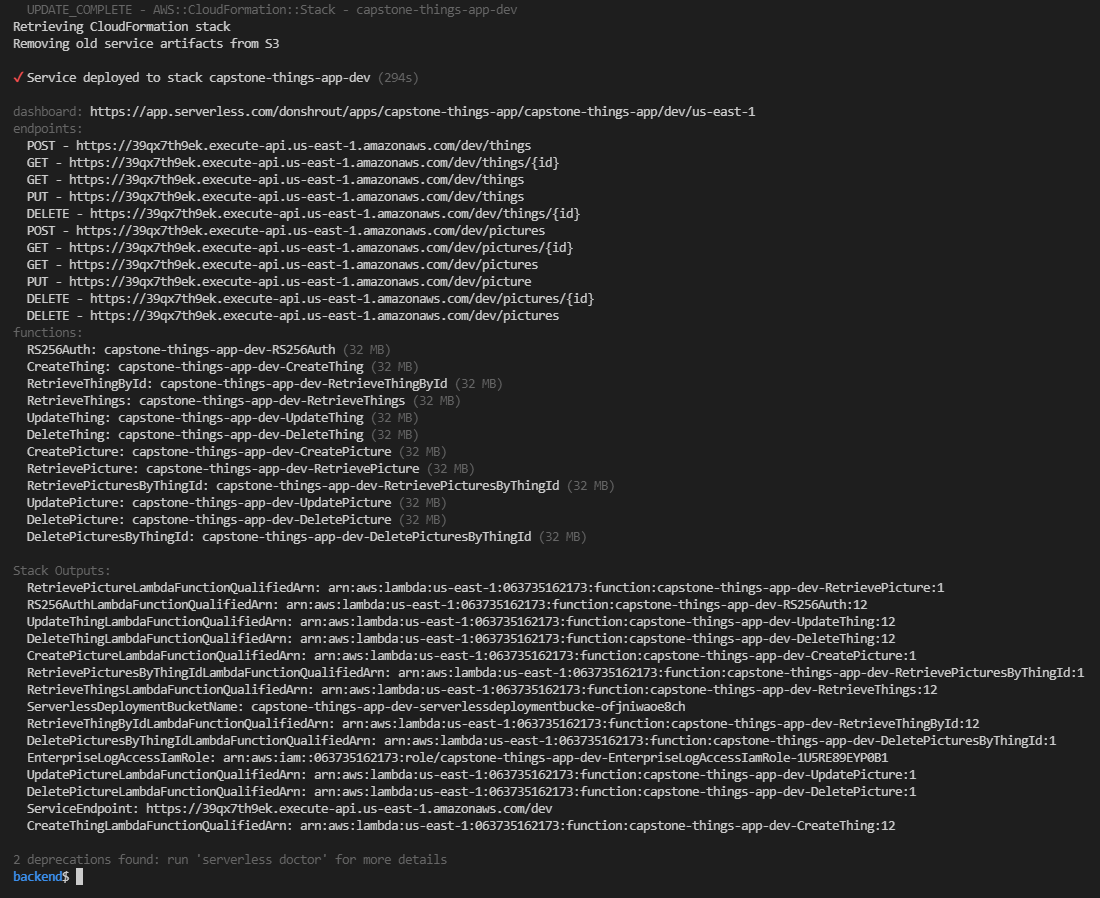 UPDATE_COMPLETE - AWS::CloudFormation::Stack - capstone-things-app-dev
Retrieving CloudFormation stack
Removing old service artifacts from S3
✓ Service deployed to stack capstone-things-app-dev (294s)
dashboard: https://app.serverless.com/donshrout/apps/capstone-things-app/capstone-things-app/dev/us-east-1
endpoints:
POST - https://39qx7th9ek.execute-api.us-east-1.amazonaws.com/dev/things
GET - https://39qx7th9ek.execute-api.us-east-1.amazonaws.com/dev/things/{id}
GET - https://39qx7th9ek.execute-api.us-east-1.amazonaws.com/dev/things
PUT - https://39qx7th9ek.execute-api.us-east-1.amazonaws.com/dev/things
DELETE - https://39qx7th9ek.execute-api.us-east-1.amazonaws.com/dev/things/{id}
POST - https://39qx7th9ek.execute-api.us-east-1.amazonaws.com/dev/pictures
GET - https://39qx7th9ek.execute-api.us-east-1.amazonaws.com/dev/pictures/{id}
GET - https://39qx7th9ek.execute-api.us-east-1.amazonaws.com/dev/pictures
PUT - https://39qx7th9ek.execute-api.us-east-1.amazonaws.com/dev/picture
DELETE - https://39qx7th9ek.execute-api.us-east-1.amazonaws.com/dev/pictures/{id}
DELETE - https://39qx7th9ek.execute-api.us-east-1.amazonaws.com/dev/pictures
functions:
RS256Auth: capstone-things-app-dev-RS256Auth (32 MB)
CreateThing: capstone-things-app-dev-CreateThing (32 MB)
RetrieveThingById: capstone-things-app-dev-RetrieveThingById (32 MB)
RetrieveThings: capstone-things-app-dev-RetrieveThings (32 MB)
UpdateThing: capstone-things-app-dev-UpdateThing (32 MB)
DeleteThing: capstone-things-app-dev-DeleteThing (32 MB)
CreatePicture: capstone-things-app-dev-CreatePicture (32 MB)
RetrievePicture: capstone-things-app-dev-RetrievePicture (32 MB)
RetrievePicturesByThingId: capstone-things-app-dev-RetrievePicturesByThingId (32 MB)
UpdatePicture: capstone-things-app-dev-UpdatePicture (32 MB)
DeletePicture: capstone-things-app-dev-DeletePicture (32 MB)
DeletePicturesByThingId: capstone-things-app-dev-DeletePicturesByThingId (32 MB)
Stack Outputs:
RetrievePictureLambdaFunctionQualifiedArn: arn:aws:lambda:us-east-1:063735162173:function:capstone-things-app-dev-RetrievePicture:1
RS256AuthLambdaFunctionQualifiedArn: arn:aws:lambda:us-east-1:063735162173:function:capstone-things-app-dev-RS256Auth:12
UpdateThingLambdaFunctionQualifiedArn: arn:aws:lambda:us-east-1:063735162173:function:capstone-things-app-dev-UpdateThing:12
DeleteThingLambdaFunctionQualifiedArn: arn:aws:lambda:us-east-1:063735162173:function:capstone-things-app-dev-DeleteThing:12
CreatePictureLambdaFunctionQualifiedArn: arn:aws:lambda:us-east-1:063735162173:function:capstone-things-app-dev-CreatePicture:1
RetrievePicturesByThingIdLambdaFunctionQualifiedArn: arn:aws:lambda:us-east-1:063735162173:function:capstone-things-app-dev-RetrievePicturesByThingId:1
RetrieveThingsLambdaFunctionQualifiedArn: arn:aws:lambda:us-east-1:063735162173:function:capstone-things-app-dev-RetrieveThings:12
ServerlessDeploymentBucketName: capstone-things-app-dev-serverlessdeploymentbucke-ofjniwaoe8ch
RetrieveThingByIdLambdaFunctionQualifiedArn: arn:aws:lambda:us-east-1:063735162173:function:capstone-things-app-dev-RetrieveThingById:12
DeletePicturesByThingIdLambdaFunctionQualifiedArn: arn:aws:lambda:us-east-1:063735162173:function:capstone-things-app-dev-DeletePicturesByThingId:1
EnterpriseLogAccessIamRole: arn:aws:iam::063735162173:role/capstone-things-app-dev-EnterpriseLogAccessIamRole-1U5RE89EYP0B1
UpdatePictureLambdaFunctionQualifiedArn: arn:aws:lambda:us-east-1:063735162173:function:capstone-things-app-dev-UpdatePicture:1
DeletePictureLambdaFunctionQualifiedArn: arn:aws:lambda:us-east-1:063735162173:function:capstone-things-app-dev-DeletePicture:1
ServiceEndpoint: https://39qx7th9ek.execute-api.us-east-1.amazonaws.com/dev
CreateThingLambdaFunctionQualifiedArn: arn:aws:lambda:us-east-1:063735162173:function:capstone-things-app-dev-CreateThing:12
2 deprecations found: run 'serverless doctor' for more details
backend$